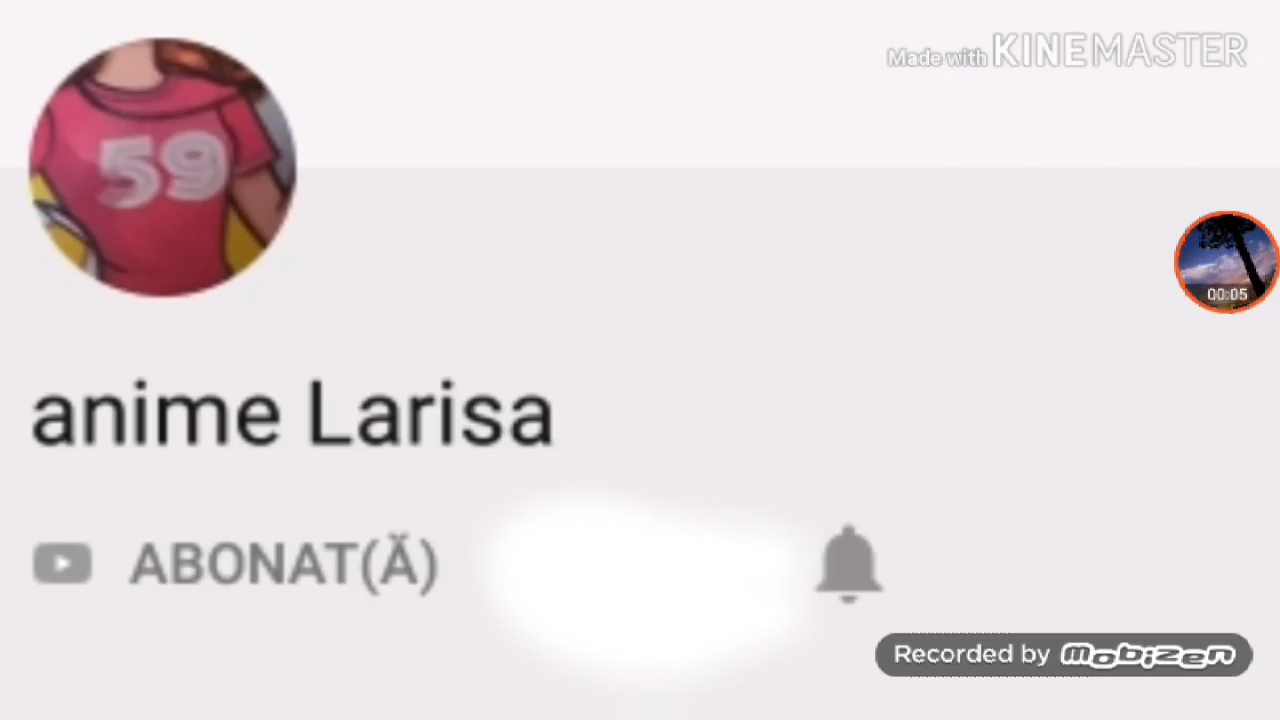 Made with KINEMASTER
59
00:05
anime Larisa
ABONAT(Ă)
Recorded by mobizen